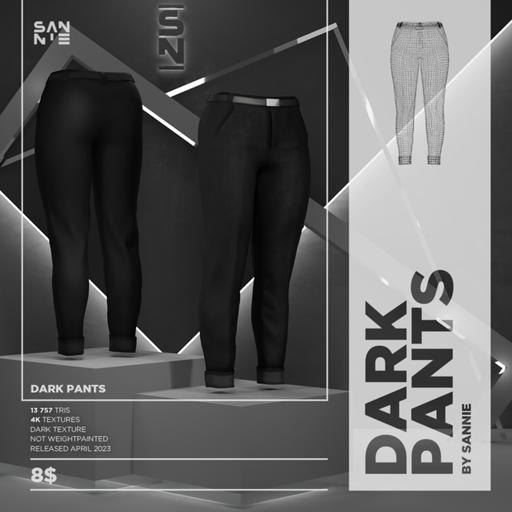 SAN
NIE
SN
DARK PANTS
13 757 TRIS
4K TEXTURES
DARK TEXTURE
NOT WEIGHTPAINTED
RELEASED APRIL 2023
8$
DARK
PANTS
BY SANNIE